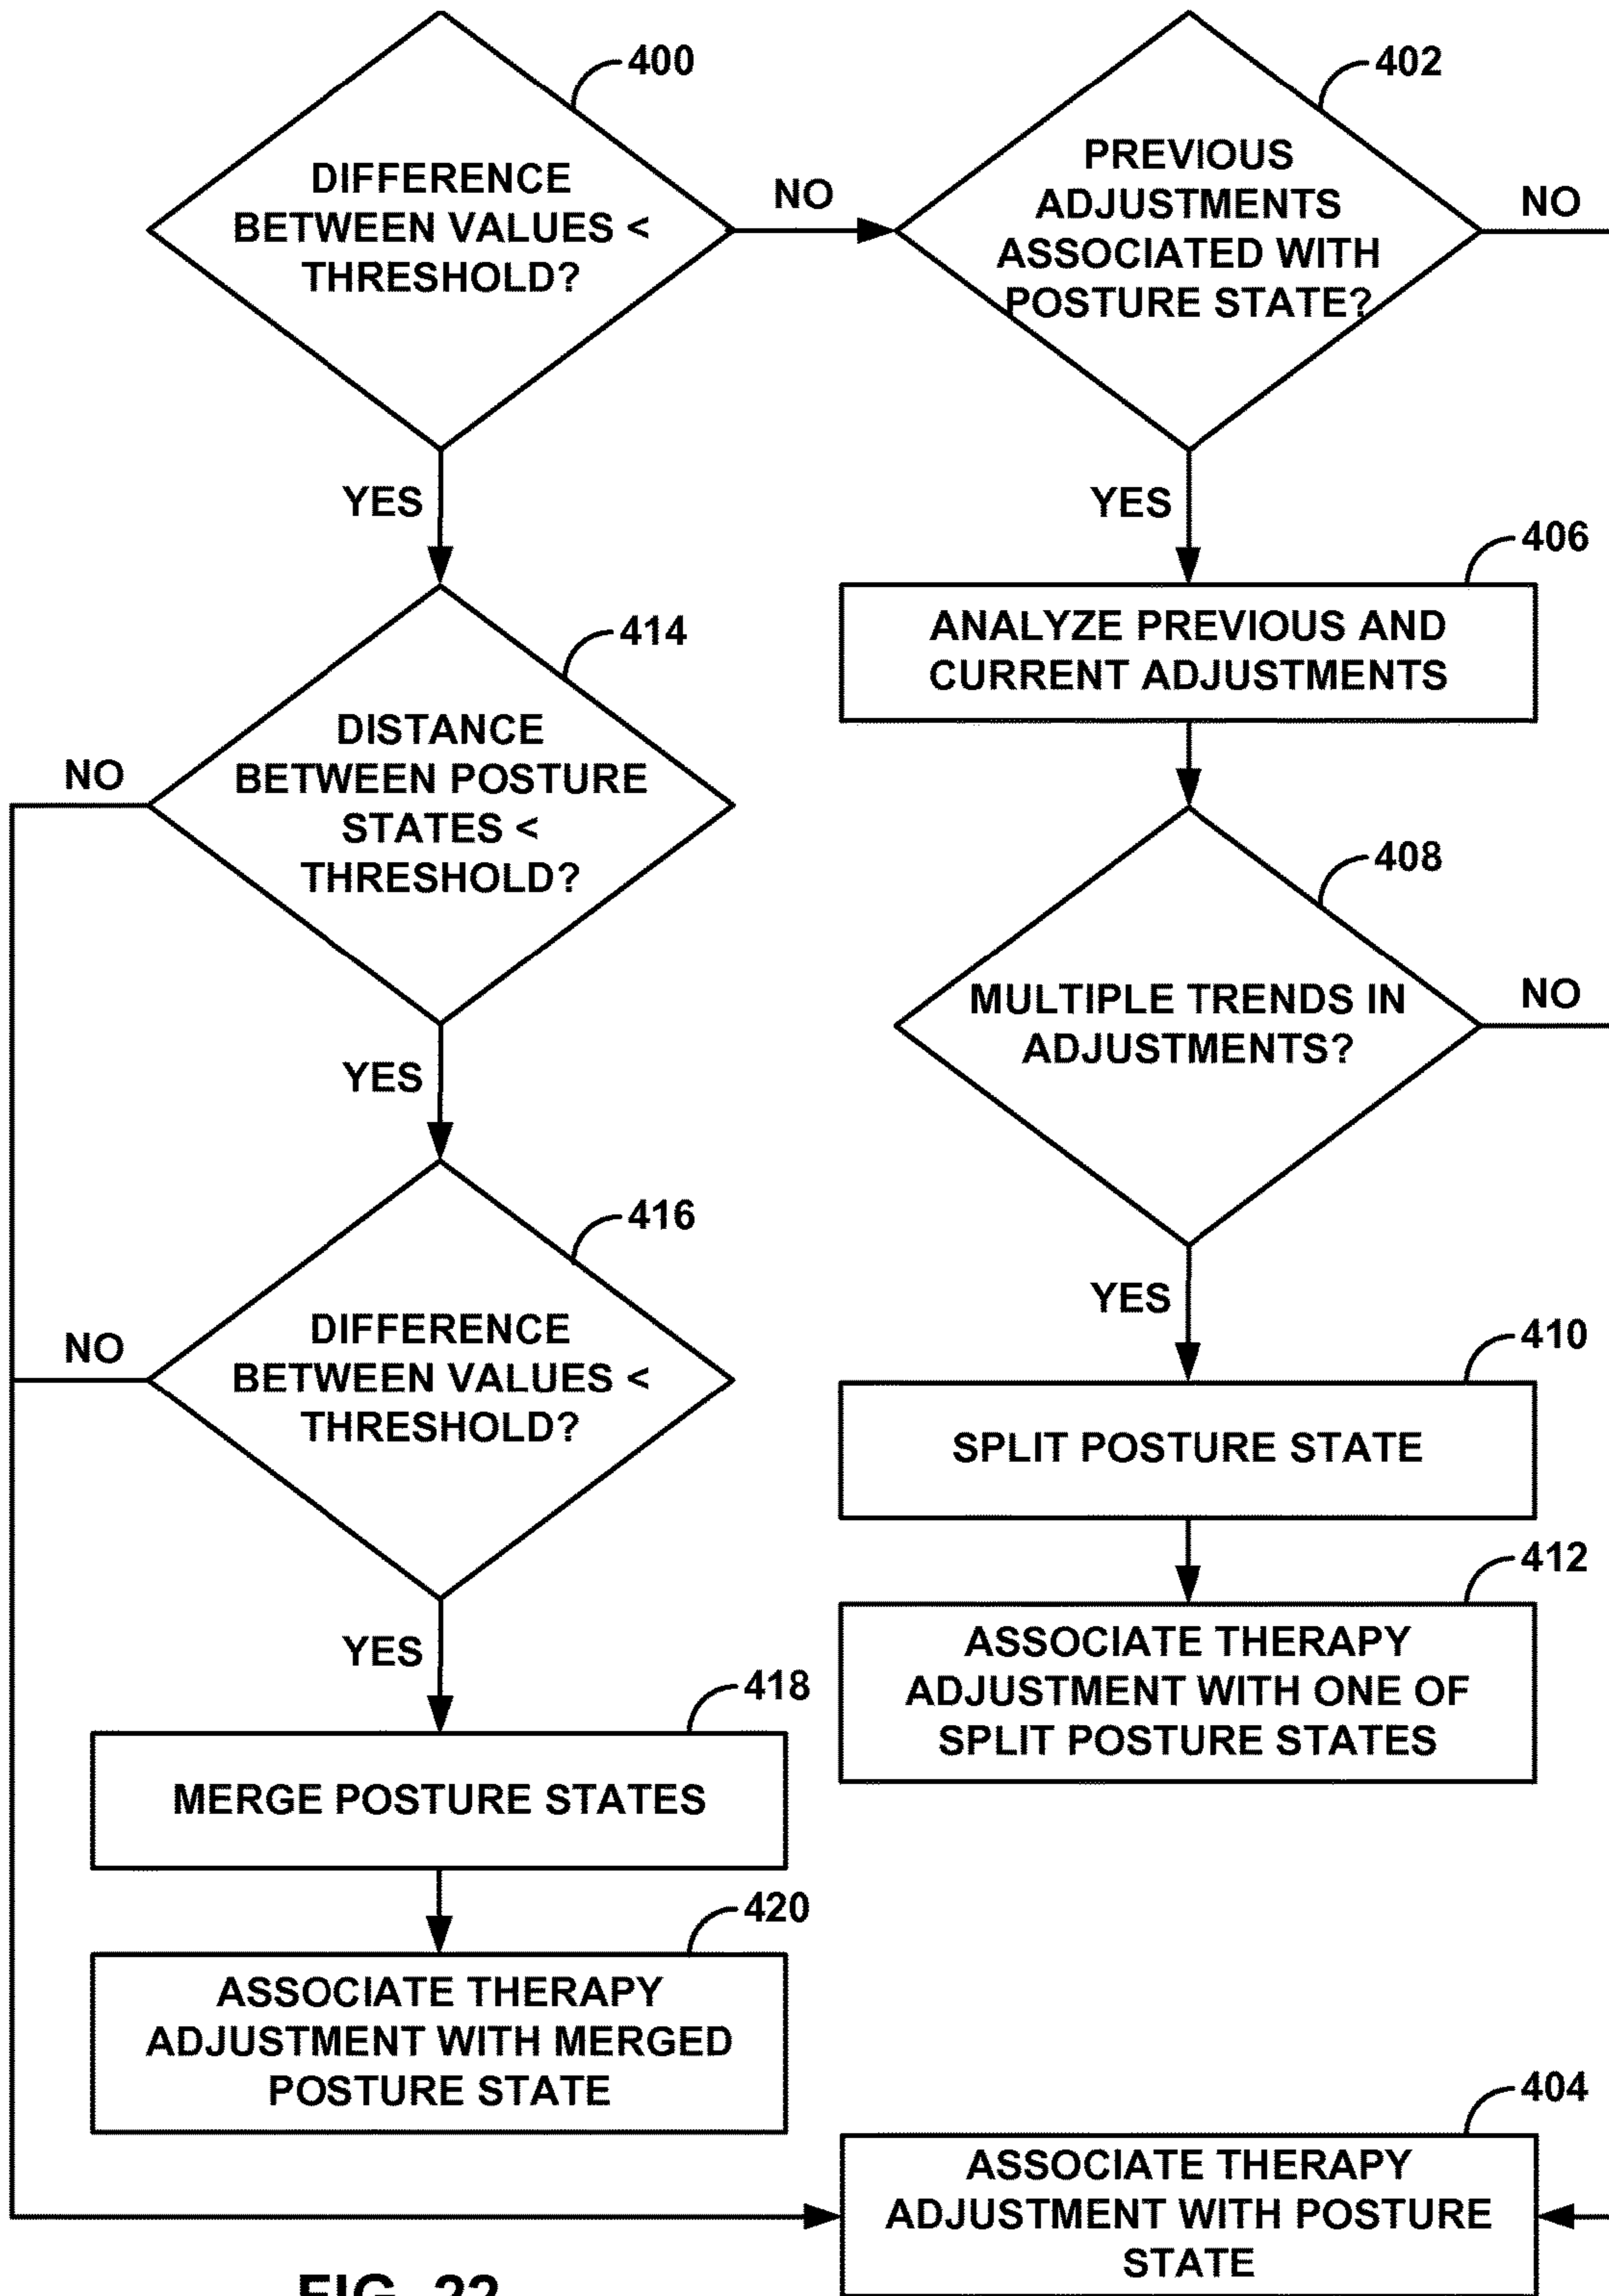 400
DIFFERENCE
BETWEEN VALUES <
THRESHOLD?
NO
402
PREVIOUS
ADJUSTMENTS
ASSOCIATED WITH
POSTURE STATE?
NO
YES
YES
406
ANALYZE PREVIOUS AND
CURRENT ADJUSTMENTS
414
DISTANCE
BETWEEN POSTURE
STATES <
THRESHOLD?
NO
YES
408
MULTIPLE TRENDS IN
ADJUSTMENTS?
NO
YES
416
DIFFERENCE
BETWEEN VALUES <
THRESHOLD?
NO
YES
410
SPLIT POSTURE STATE
412
ASSOCIATE THERAPY
ADJUSTMENT WITH ONE OF
SPLIT POSTURE STATES
418
MERGE POSTURE STATES
420
ASSOCIATE THERAPY
ADJUSTMENT WITH MERGED
POSTURE STATE
404
ASSOCIATE THERAPY
ADJUSTMENT WITH POSTURE
STATE
FIG. 22